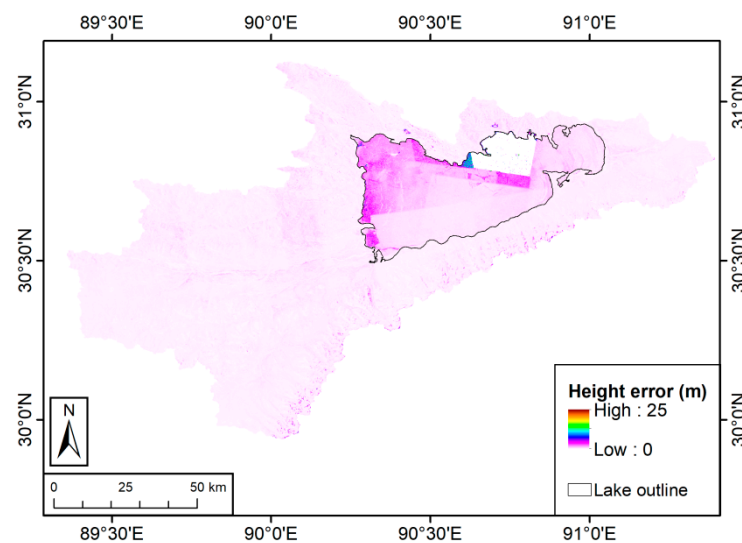 89°30'E 90°0'E 90°30'E 91°0'E
31°0'N 31°0'N
30°30'N 30°30'N
30°0'N 30°0'N
Height error (m)
High : 25
Low : 0
Lake outline
N
0 25 50 km
89°30'E 90°0'E 90°30'E 91°0'E